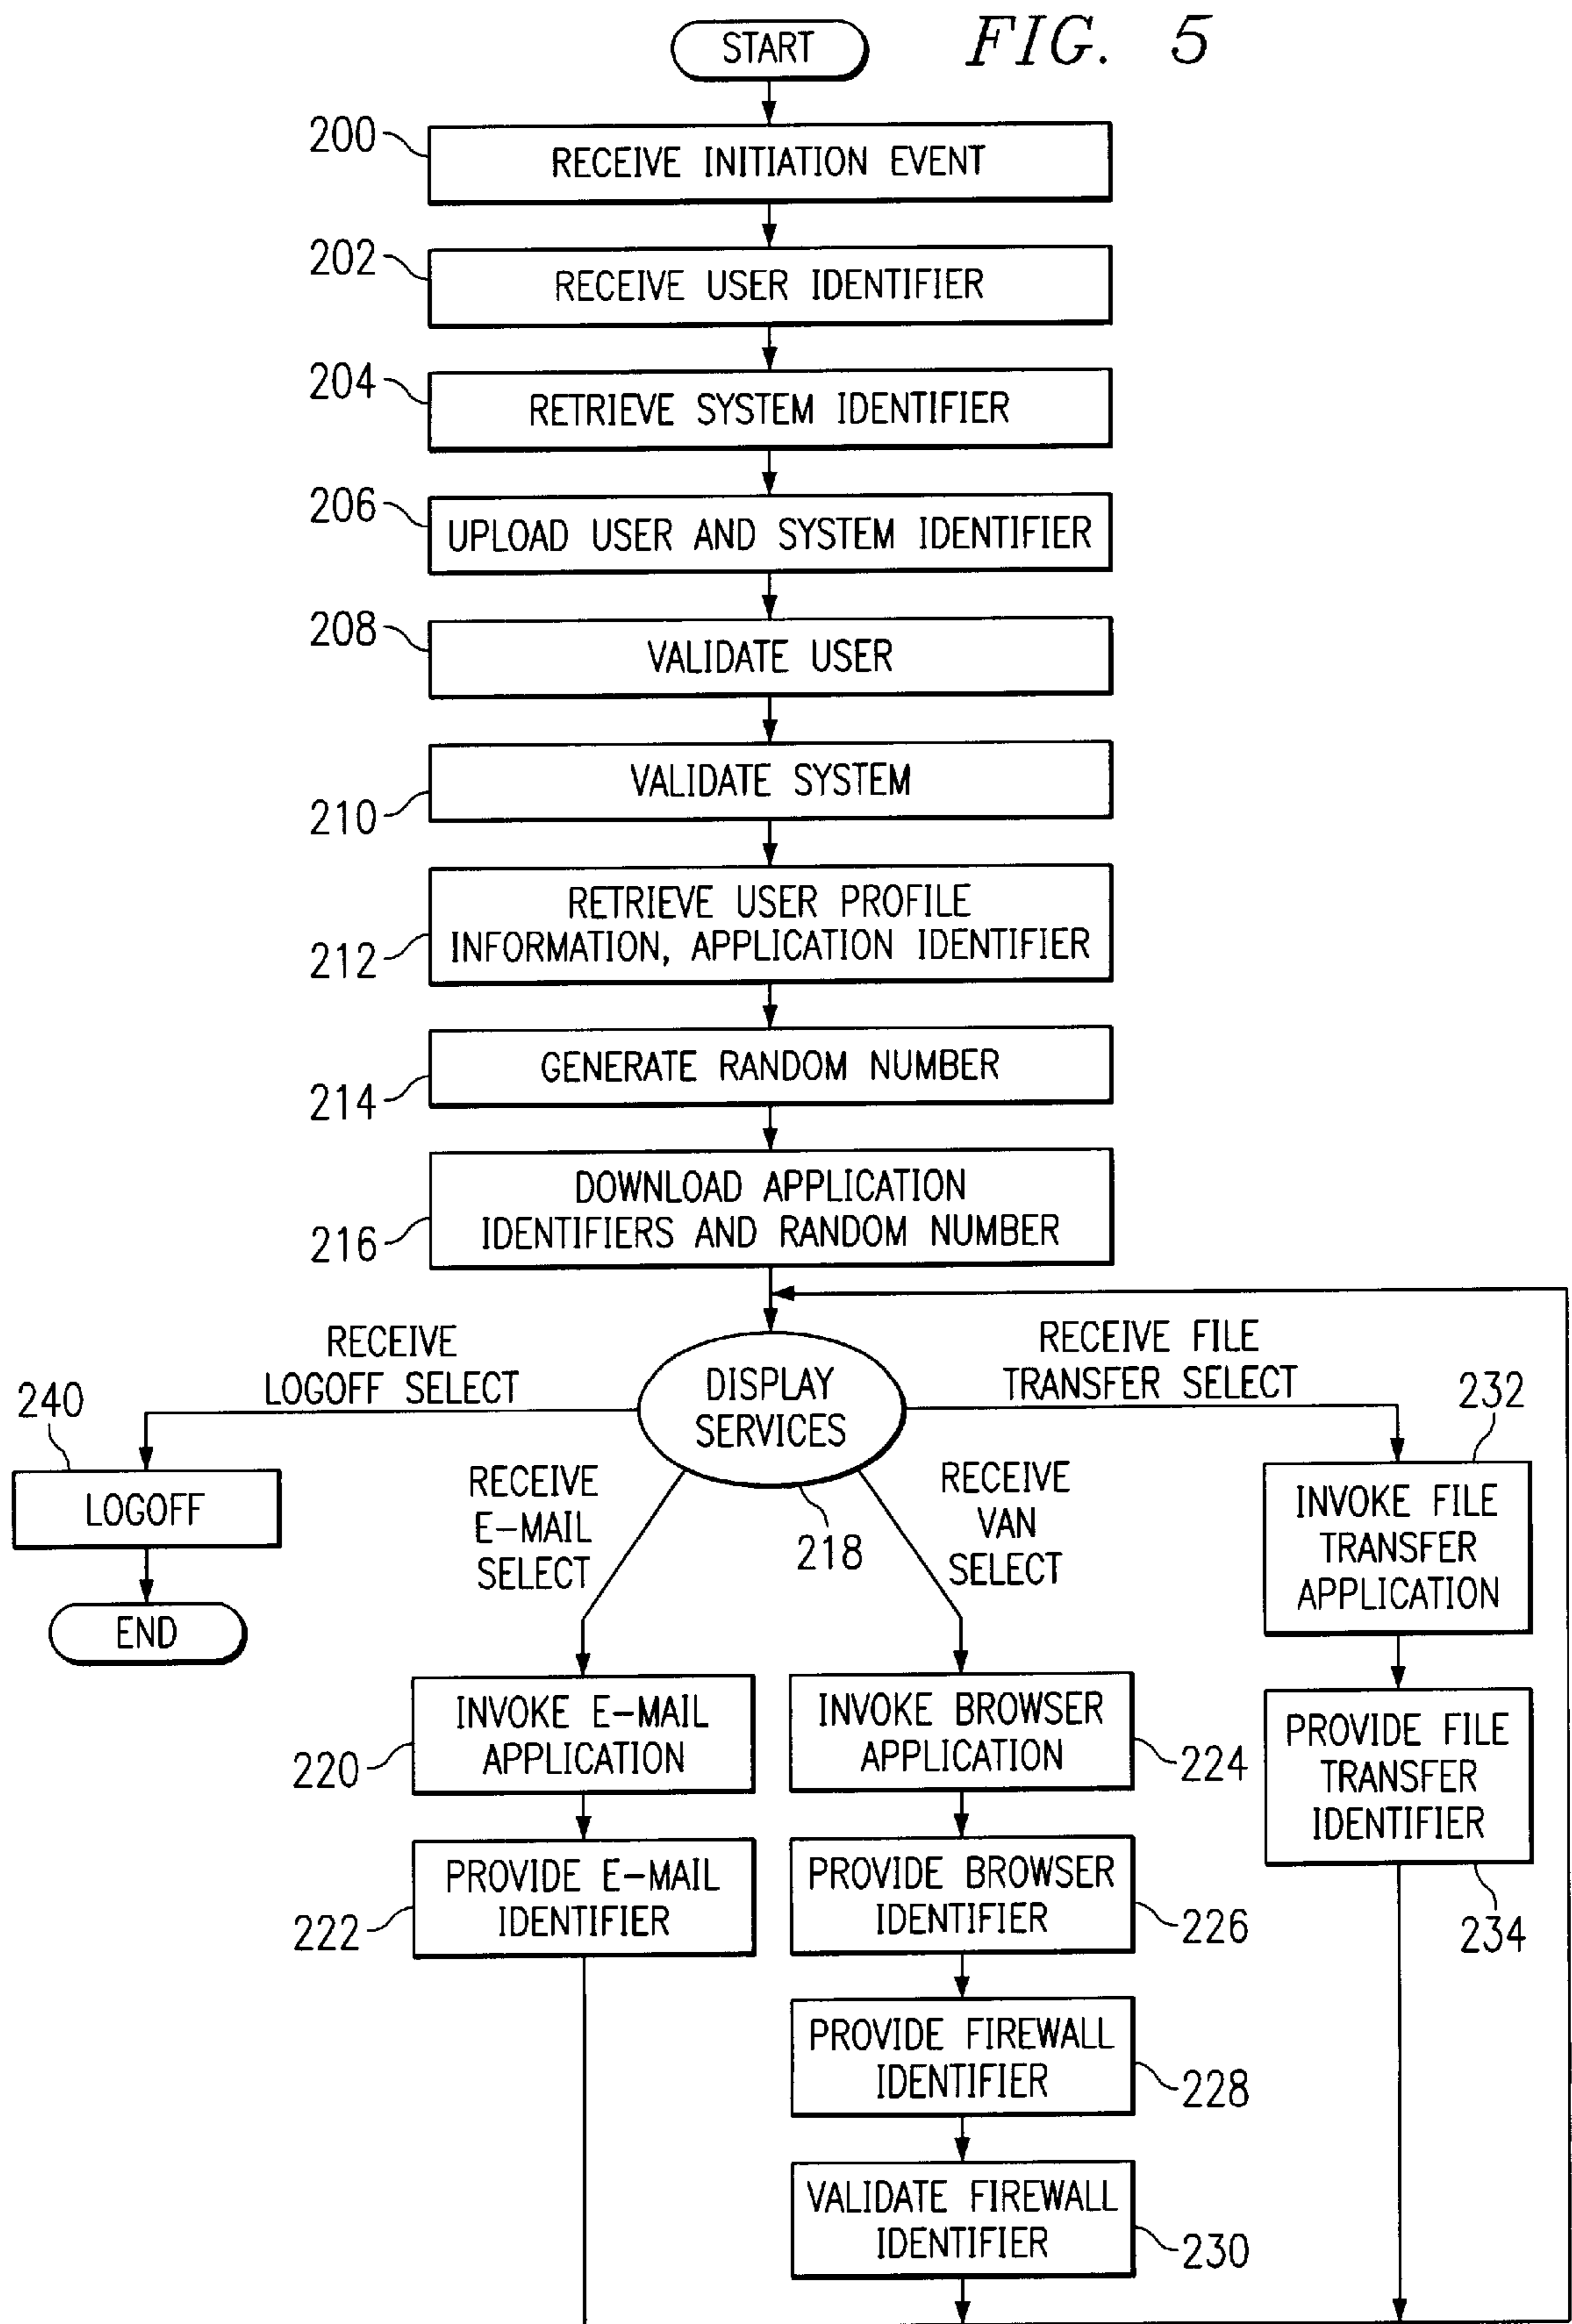 START
FIG. 5
200
RECEIVE INITIATION EVENT
202
RECEIVE USER IDENTIFIER
204
RETRIEVE SYSTEM IDENTIFIER
206
UPLOAD USER AND SYSTEM IDENTIFIER
208
VALIDATE USER
VALIDATE SYSTEM
210
RETRIEVE USER PROFILE
INFORMATION, APPLICATION IDENTIFIER
212
GENERATE RANDOM NUMBER
214
DOWNLOAD APPLICATION
IDENTIFIERS AND RANDOM NUMBER
216
RECEIVE
LOGOFF SELECT
DISPLAY
SERVICES
218
RECEIVE FILE
TRANSFER SELECT
240
LOGOFF
END
RECEIVE
E-MAIL
SELECT
RECEIVE
VAN
SELECT
232
INVOKE FILE
TRANSFER
APPLICATION
INVOKE E-MAIL
APPLICATION
220
INVOKE BROWSER
APPLICATION
224
PROVIDE FILE
TRANSFER
IDENTIFIER
234
PROVIDE E-MAIL
IDENTIFIER
222
PROVIDE BROWSER
IDENTIFIER
226
PROVIDE FIREWALL
IDENTIFIER
228
VALIDATE FIREWALL
IDENTIFIER
230